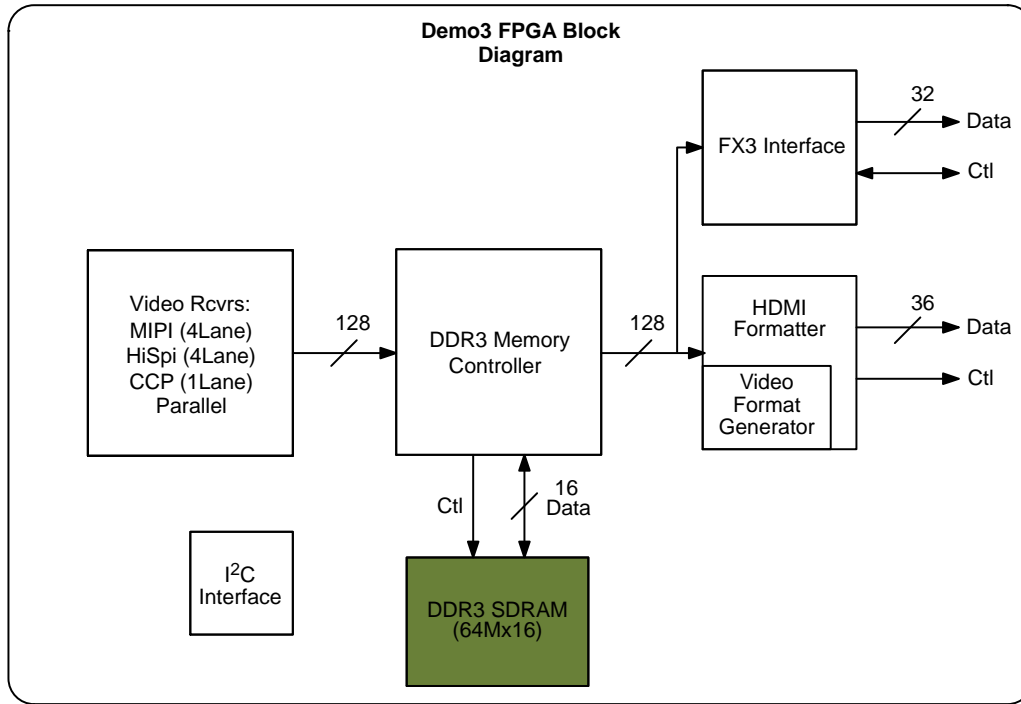 Demo3 FPGA Block
Diagram
32
Data
FX3 Interface
Ctl
Video Rcvrs:
MIPI (4Lane)
HiSpi (4Lane)
CCP (1Lane)
Parallel
128
DDR3 Memory
Controller
128
HDMI
Formatter
36
Data
Ctl
Video
Format
Generator
Ctl
16
Data
I²C
Interface
DDR3 SDRAM
(64Mx16)